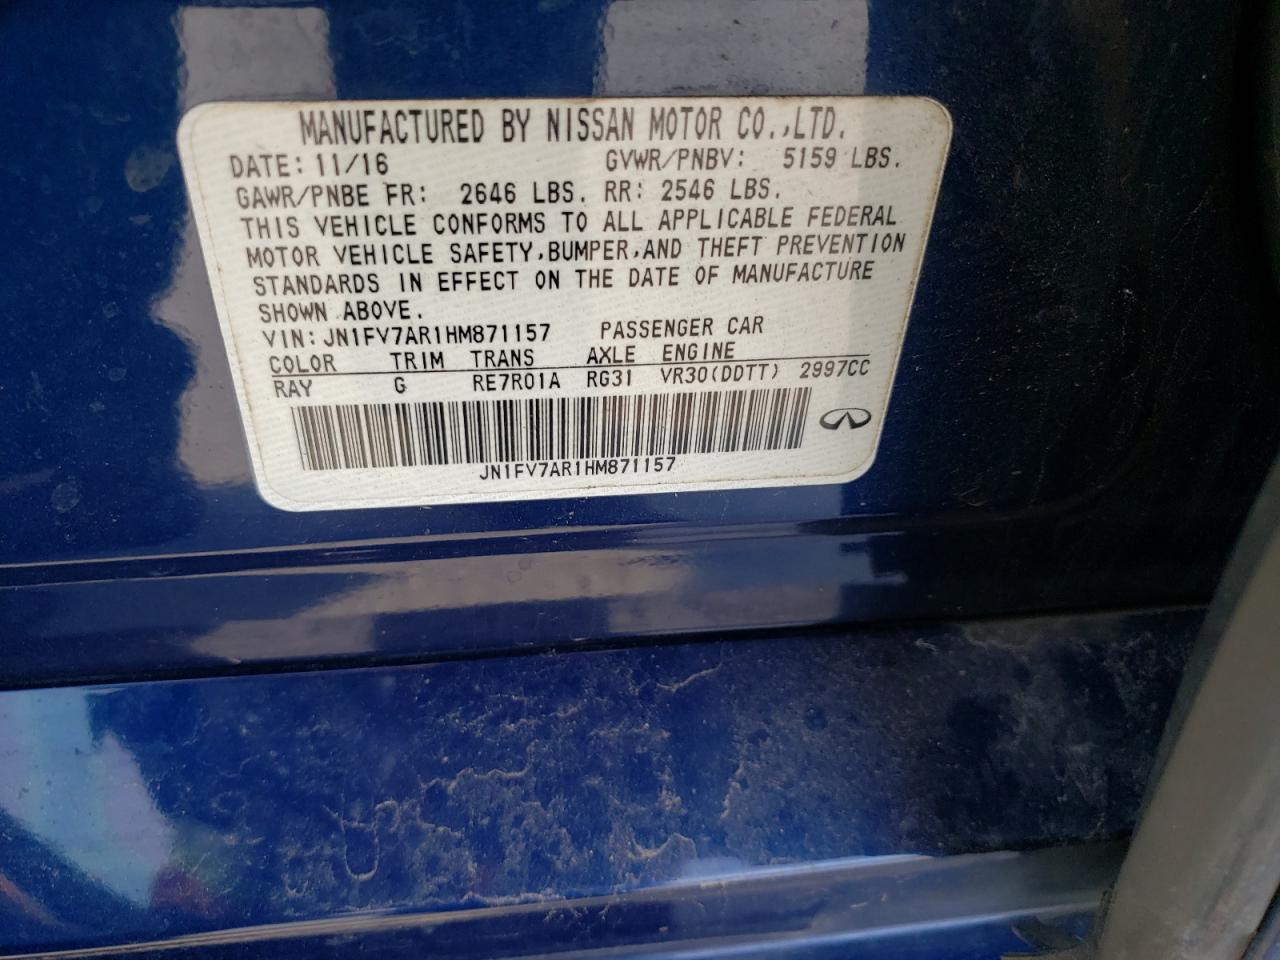 MANUFACTURED BY NISSAN MOTOR CO.,LTD.
DATE: 11/16 GVWR/PNBV: 5159 LBS.
GAWR/PNBE FR: 2646 LBS. RR: 2546 LBS.
THIS VEHICLE CONFORMS TO ALL APPLICABLE FEDERAL
MOTOR VEHICLE SAFETY,BUMPER,AND THEFT PREVENTION
STANDARDS IN EFFECT ON THE DATE OF MANUFACTURE
SHOWN ABOVE.
VIN:JN1FV7AR1HM871157 PASSENGER CAR
COLOR TRIM TRANS AXLE ENGINE
RAY G RE7R01A RG31 VR30(DDTT) 2997CC
JN1FV7AR1HM871157